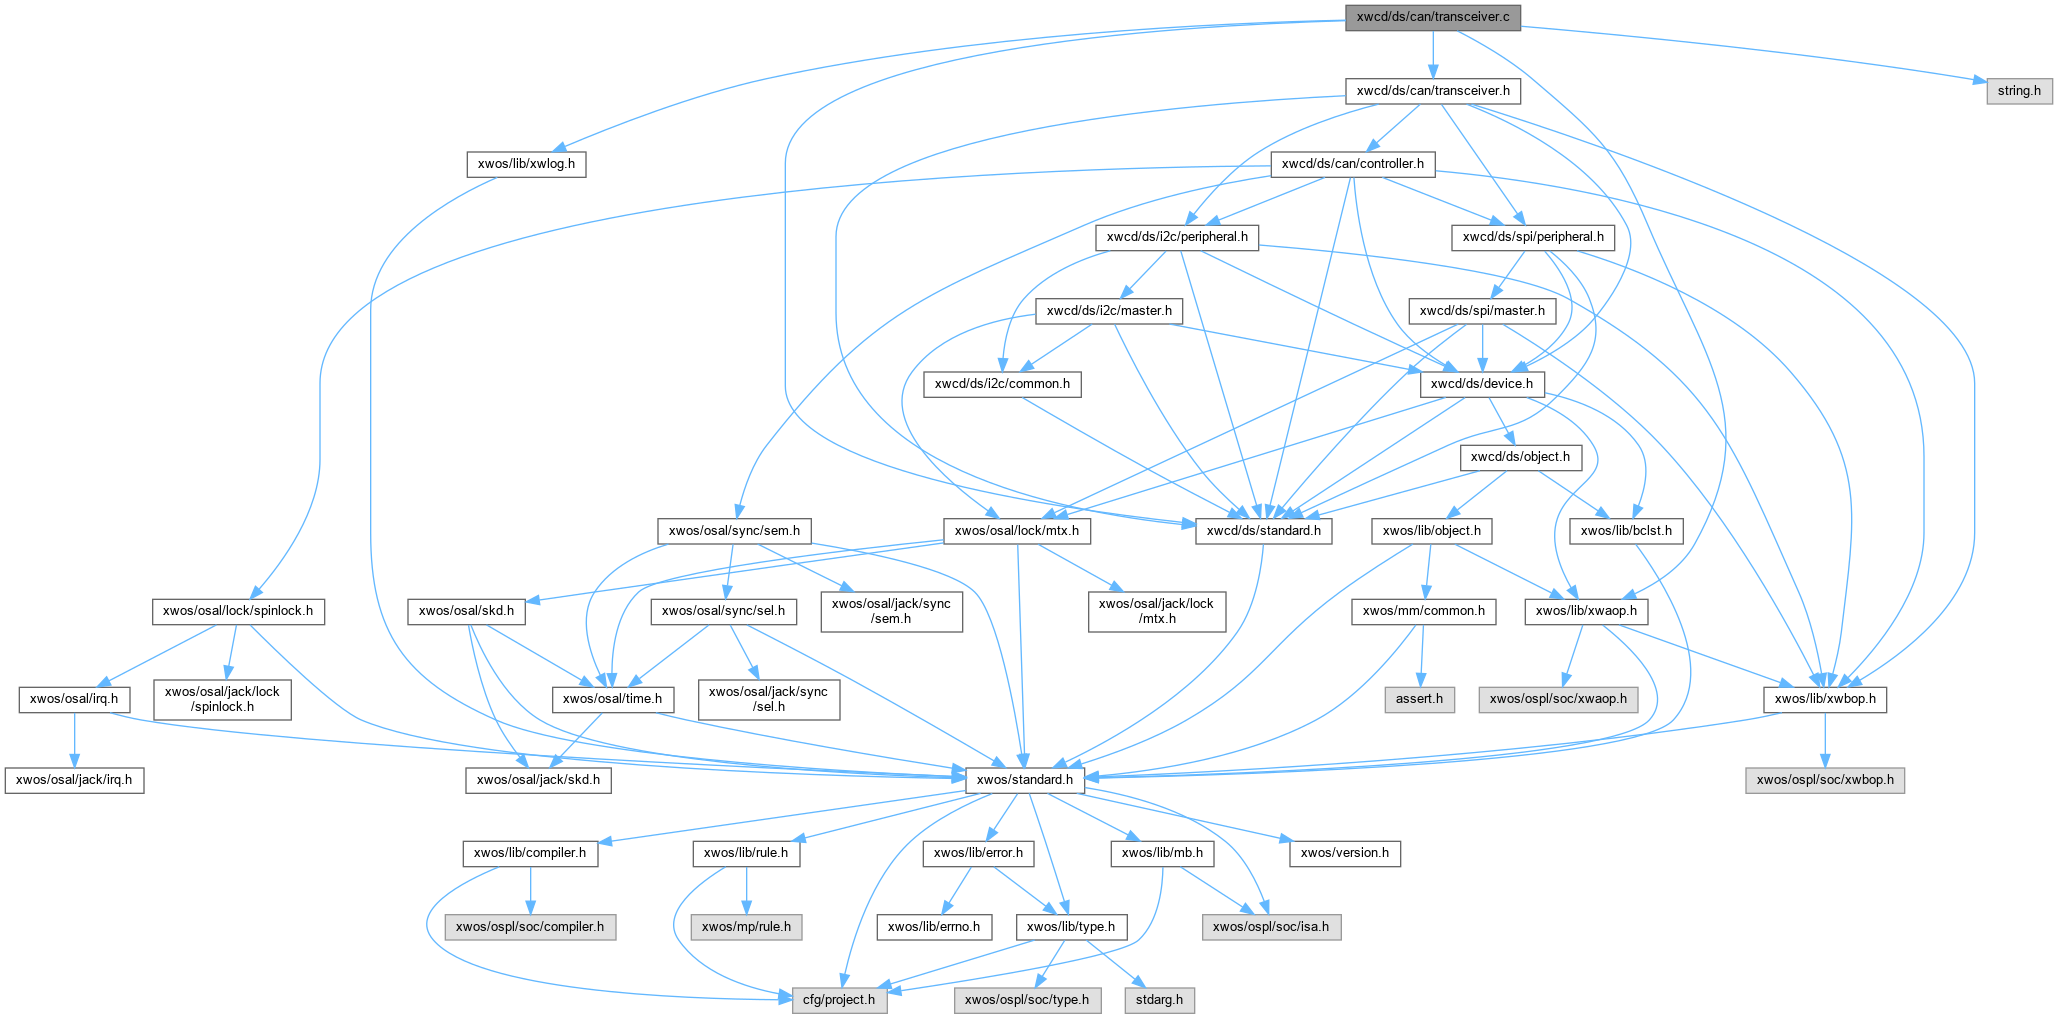 xwcd/ds/can/transceiver.c
xwcd/ds/can/transceiver.h
string.h
xwos/lib/xwlog.h
xwcd/ds/can/controller.h
xwcd/ds/i2c/peripheral.h
xwcd/ds/spi/peripheral.h
xwcd/ds/i2c/master.h
xwcd/ds/spi/master.h
xwcd/ds/i2c/common.h
xwcd/ds/device.h
xwcd/ds/object.h
xwos/osal/sync/sem.h
xwos/osal/lock/mtx.h
xwcd/ds/standard.h
xwos/lib/object.h
xwos/lib/bclst.h
xwos/osal/lock/spinlock.h
xwos/osal/skd.h
xwos/osal/sync/sel.h
xwos/osal/jack/sync
/sem.h
xwos/osal/jack/lock
/mtx.h
xwos/mm/common.h
xwos/lib/xwaop.h
xwos/osal/irq.h
xwos/osal/jack/lock
/spinlock.h
xwos/osal/time.h
xwos/osal/jack/sync
/sel.h
assert.h
xwos/ospl/soc/xwaop.h
xwos/lib/xwbop.h
xwos/osal/jack/irq.h
xwos/osal/jack/skd.h
xwos/standard.h
xwos/ospl/soc/xwbop.h
xwos/lib/compiler.h
xwos/lib/rule.h
xwos/lib/error.h
xwos/lib/mb.h
xwos/version.h
xwos/ospl/soc/compiler.h
xwos/mp/rule.h
xwos/lib/errno.h
xwos/lib/type.h
xwos/ospl/soc/isa.h
cfg/project.h
xwos/ospl/soc/type.h
stdarg.h